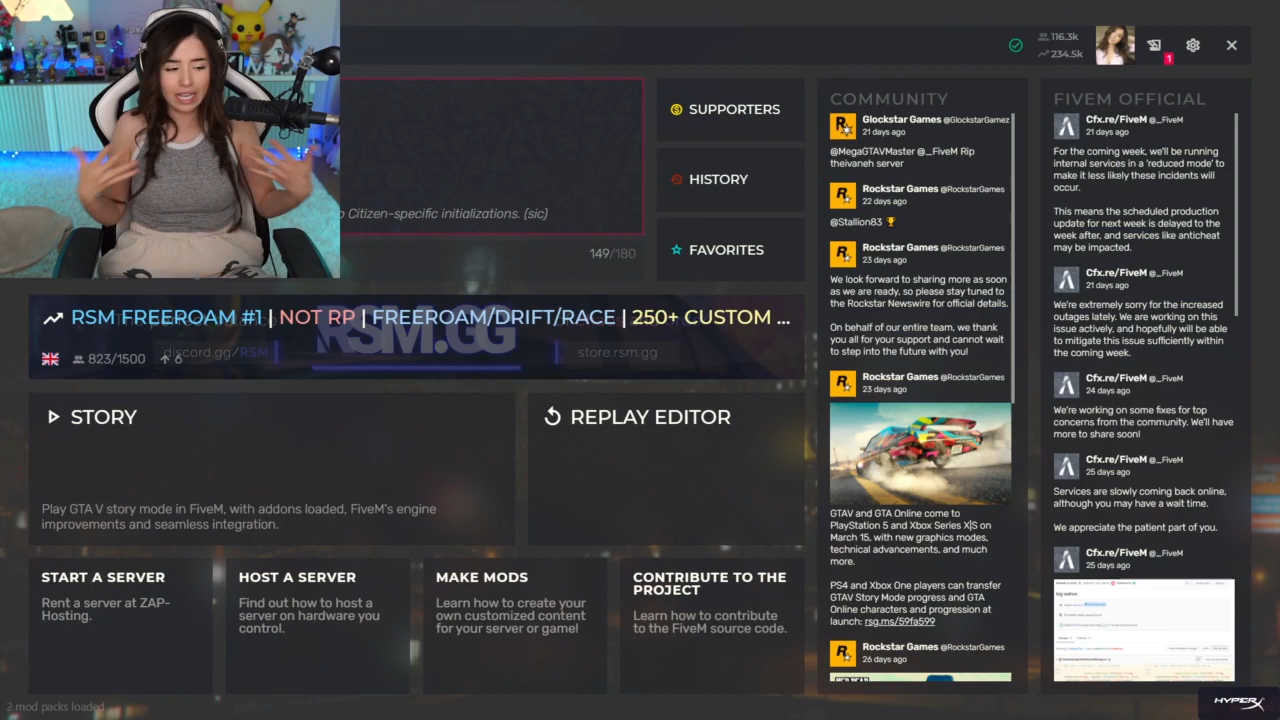 116.3k
234.5k
1
o Citizen-specific initializations. (sic)
149/180
SUPPORTERS
HISTORY
FAVORITES
RSM FREEROAM #1 | NOT RP | FREEROAM/DRIFT/RACE | 250+ CUSTOM ...
RSM.GG
discord.gg/RSM
store.rsm.gg
823/1500
6
STORY
Play GTA V story mode in FiveM, with addons loaded, FiveM's engine
improvements and seamless integration.
REPLAY EDITOR
START A SERVER
Rent a server at ZAP-
Hosting.
HOST A SERVER
Find out how to host a
server on hardware you
control.
MAKE MODS
Learn how to create your
own customized content
for your server or game!
CONTRIBUTE TO THE
PROJECT
Learn how to contribute
to the FiveM source code.
2 mod packs loaded
COMMUNITY
Glockstar Games @GlockstarGamez
21 days ago
@MegaGTAVMaster @_FiveM Rip
theivaneh server
Rockstar Games @RockstarGames
22 days ago
@Stallion83 🏆
Rockstar Games @RockstarGames
23 days ago
We look forward to sharing more as soon
as we are ready, so please stay tuned to
the Rockstar Newswire for official details.
On behalf of our entire team, we thank
you all for your support and cannot wait
to step into the future with you!
Rockstar Games @RockstarGames
23 days ago
GTAV and GTA Online come to
PlayStation 5 and Xbox Series X|S on
March 15, with new graphics modes,
technical advancements, and much
more.
PS4 and Xbox One players can transfer
GTAV Story Mode progress and GTA
Online characters and progression at
launch: rsg.ms/59fa599
Rockstar Games @RockstarGames
26 days ago
FIVEM OFFICIAL
Cfx.re/FiveM @_FiveM
21 days ago
For the coming week, we'll be running
internal services in a 'reduced mode' to
make it less likely these incidents will
occur.
This means the scheduled production
update for next week is delayed to the
week after, and services like anticheat
may be impacted.
Cfx.re/FiveM @_FiveM
21 days ago
We're extremely sorry for the increased
outages lately. We are working on this
issue actively, and hopefully will be able
to mitigate this issue sufficiently within
the coming week.
Cfx.re/FiveM @_FiveM
24 days ago
We're working on some fixes for top
concerns from the community. We'll have
more to share soon!
Cfx.re/FiveM @_FiveM
25 days ago
Services are slowly coming back online,
although you may have a wait time.
We appreciate the patient part of you.
Cfx.re/FiveM @_FiveM
25 days ago
HYPERX